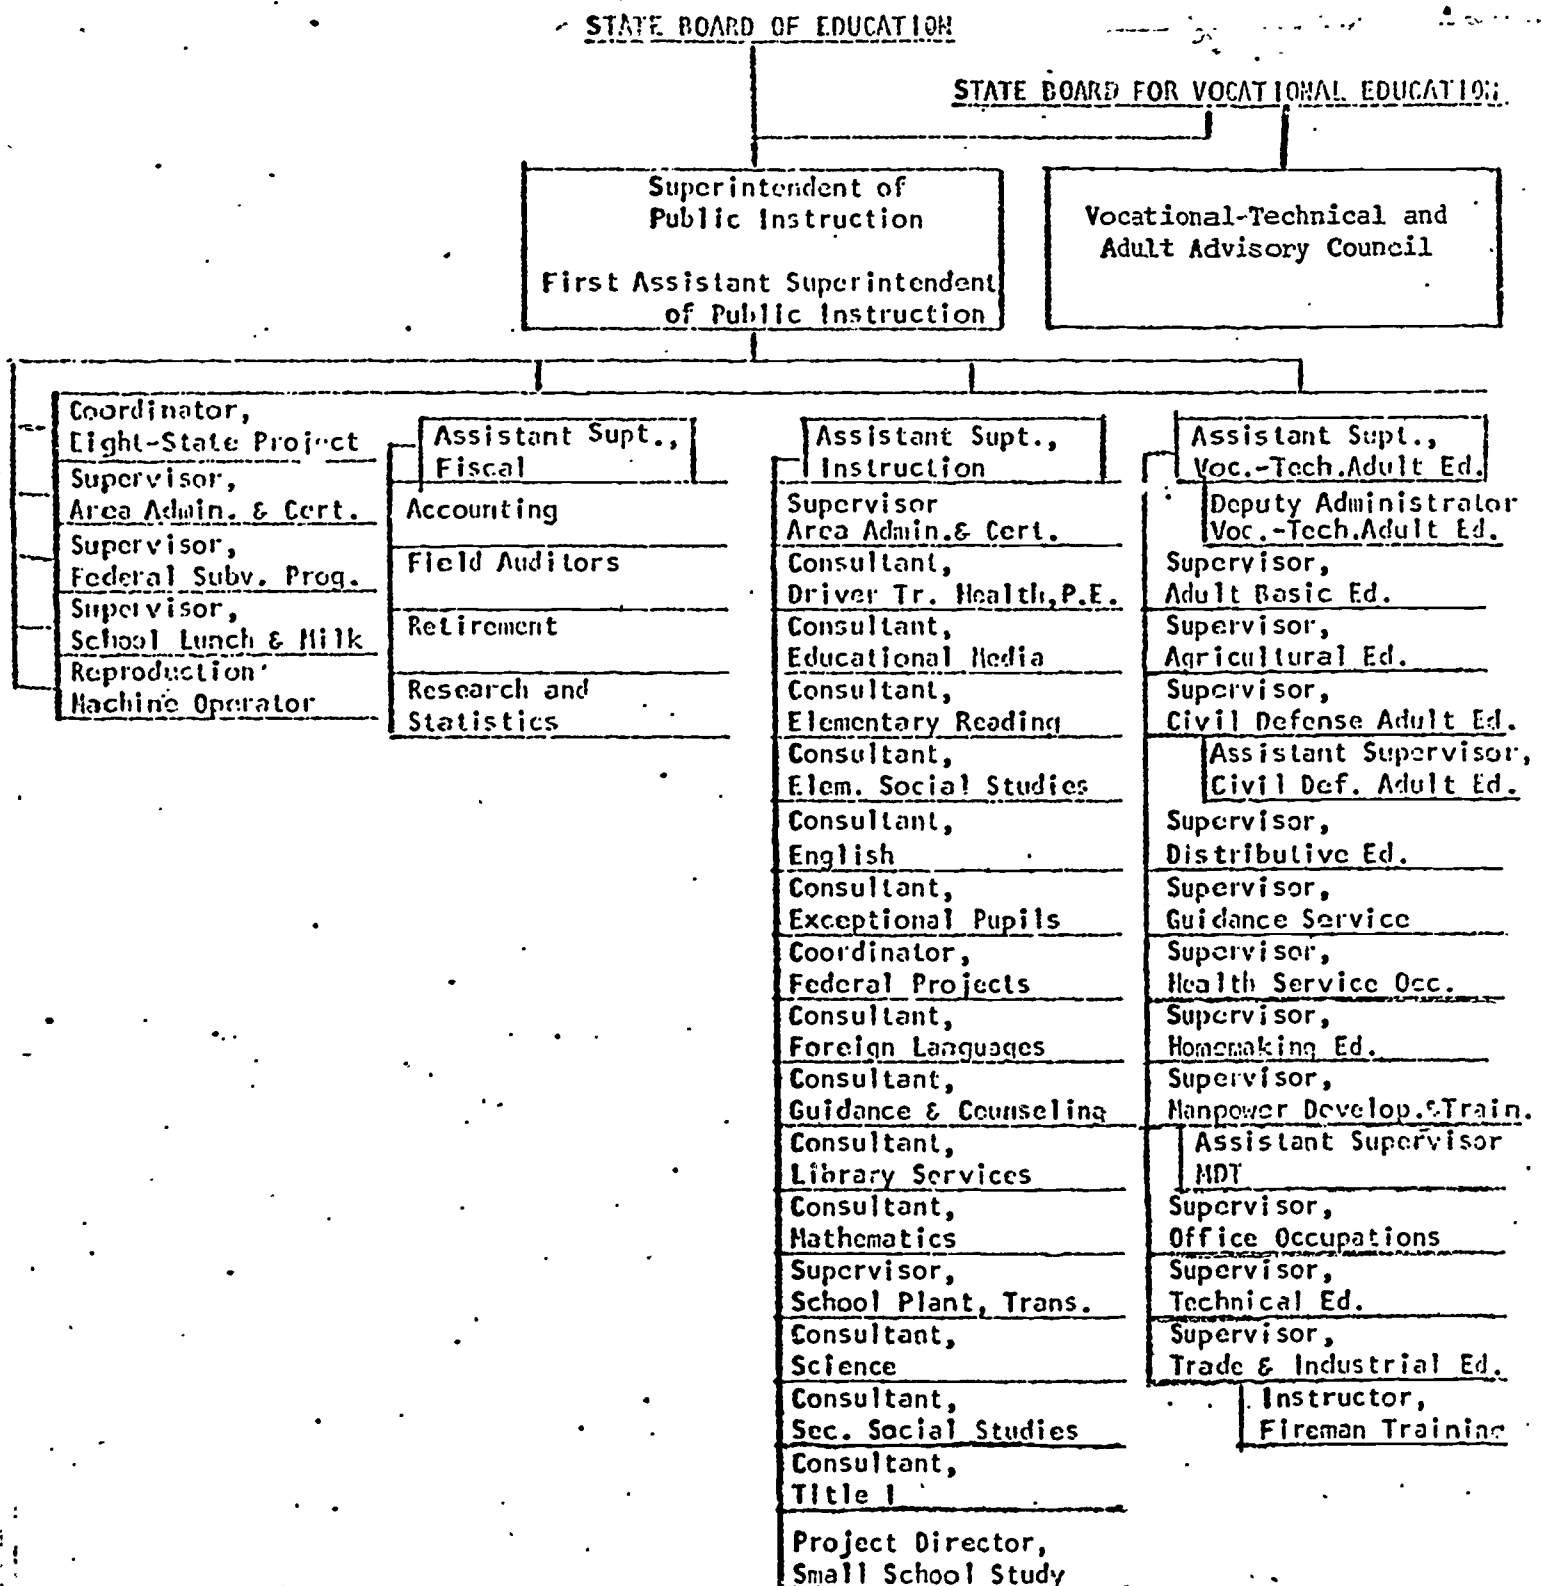 STATE BOARD OF EDUCATION
STATE BOARD FOR VOCATIONAL EDUCATION
Superintendent of
Public Instruction
First Assistant Superintendent
of Public Instruction
Vocational-Technical and
Adult Advisory Council
Coordinator,
Eight-State Project
Supervisor,
Area Admin. & Cert.
Supervisor,
Federal Subv. Prog.
Supervisor,
School Lunch & Milk
Reproduction
Machine Operator
Assistant Supt.,
Fiscal
Accounting
Field Auditors
Retirement
Research and
Statistics
Assistant Supt.,
Instruction
Supervisor
Area Admin.& Cert.
Consultant,
Driver Tr. Health,P.E.
Consultant,
Educational Media
Consultant,
Elementary Reading
Consultant,
Elem. Social Studies
Consultant,
English
Consultant,
Exceptional Pupils
Coordinator,
Federal Projects
Consultant,
Foreign Languages
Consultant,
Guidance & Counseling
Consultant,
Library Services
Consultant,
Mathematics
Supervisor,
School Plant, Trans.
Consultant,
Science
Consultant,
Sec. Social Studies
Consultant,
Title I
Project Director,
Small School Study
Assistant Supt.,
Voc.-Tech.Adult Ed.
Deputy Administrator
Voc.-Tech.Adult Ed.
Supervisor,
Adult Basic Ed.
Supervisor,
Agricultural Ed.
Supervisor,
Civil Defense Adult Ed.
Assistant Supervisor,
Civil Def. Adult Ed.
Supervisor,
Distributive Ed.
Supervisor,
Guidance Service
Supervisor,
Health Service Occ.
Supervisor,
Homemaking Ed.
Supervisor,
Manpower Develop.&Train.
Assistant Supervisor
MDT
Supervisor,
Office Occupations
Supervisor,
Technical Ed.
Supervisor,
Trade & Industrial Ed.
Instructor,
Fireman Training